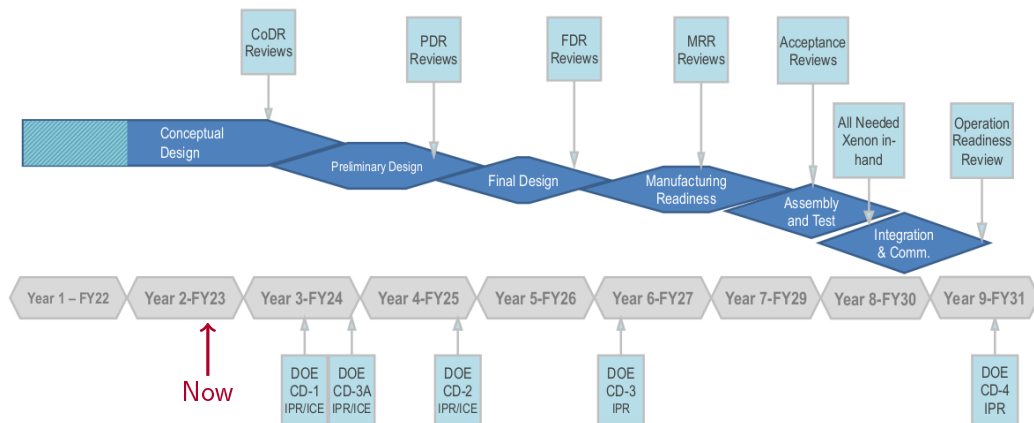 CoDR
Reviews
PDR
Reviews
FDR
Reviews
MRR
Reviews
Acceptance
Reviews
All Needed
Xenon in-
hand
Operation
Readiness
Review
Conceptual
Design
Preliminary Design
Final Design
Manufacturing
Readiness
Assembly
and Test
Integration
& Comm.
Year 1 – FY22
Year 2-FY23
Year 3-FY24
Year 4-FY25
Year 5-FY26
Year 6-FY27
Year 7-FY29
Year 8-FY30
Year 9-FY31
Now
DOE
CD-1
IPR/ICE
DOE
CD-3A
IPR/ICE
DOE
CD-2
IPR/ICE
DOE
CD-3
IPR
DOE
CD-4
IPR